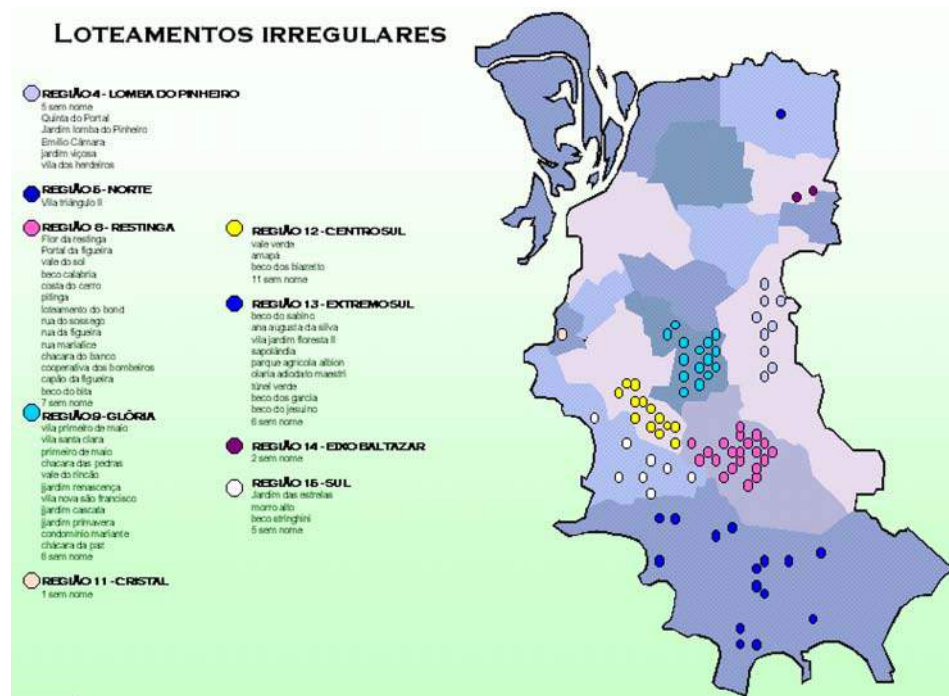 LOTEAMENTOS IRREGULARES
REGIÃO 4 - LOMBA DO PINHEIRO
5 sem nome
Quinta do Portal
Jardim lomba do Pinheiro
Emílio Câmara
jardim viçosa
vila dos herdeiros
REGIÃO 5 - NORTE
Vila triângulo II
REGIÃO 8 - RESTINGA
Flor da restinga
Portal da figueira
vale do sol
beco calabria
costa do cerro
pitinga
loteamento do bond
rua do sossego
rua da figueira
rua marialice
chacara do banco
cooperativa dos bombeiros
capão da figueira
beco do bita
7 sem nome
REGIÃO 9 - GLÓRIA
vila primeiro de maio
vila santa clara
primeiro de maio
chacara das pedras
vale do rincão
jjardim renascença
vila nova são francisco
jjardim cascata
jjardim primavera
condomínio mariante
chácara da paz
6 sem nome
REGIÃO 11 - CRISTAL
1 sem nome
REGIÃO 12 - CENTRO SUL
vale verde
amapá
beco dos biazetto
11 sem nome
REGIÃO 13 - EXTREMO SUL
beco do sabino
ana augusta da silva
vila jardim floresta II
sapolândia
parque agricola albion
olaria adiodato maestri
túnel verde
beco dos garcia
beco do jesuino
6 sem nome
REGIÃO 14 - EIXO BALTAZAR
2 sem nome
REGIÃO 15 - SUL
Jardim das estrelas
morro alto
beco stringhini
5 sem nome